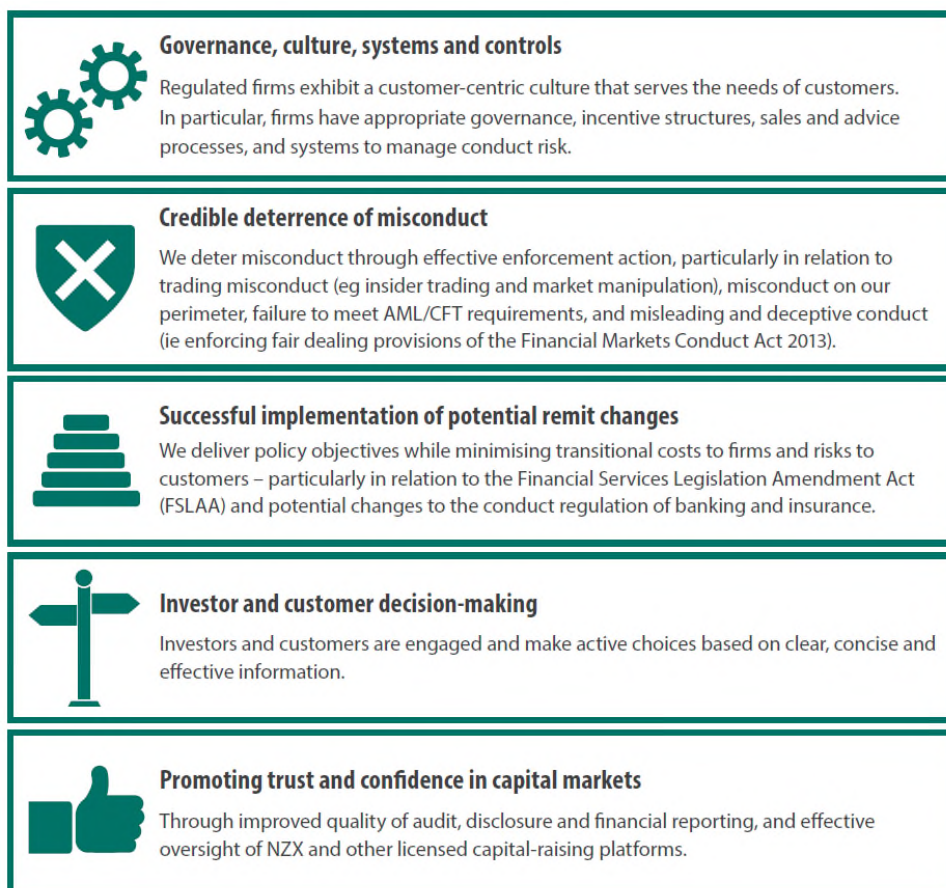 Governance, culture, systems and controls
Regulated firms exhibit a customer-centric culture that serves the needs of customers.
In particular, firms have appropriate governance, incentive structures, sales and advice
processes, and systems to manage conduct risk.
Credible deterrence of misconduct
We deter misconduct through effective enforcement action, particularly in relation to
trading misconduct (eg insider trading and market manipulation), misconduct on our
perimeter, failure to meet AML/CFT requirements, and misleading and deceptive conduct
(ie enforcing fair dealing provisions of the Financial Markets Conduct Act 2013).
Successful implementation of potential remit changes
We deliver policy objectives while minimising transitional costs to firms and risks to
customers – particularly in relation to the Financial Services Legislation Amendment Act
(FSLAA) and potential changes to the conduct regulation of banking and insurance.
Investor and customer decision-making
Investors and customers are engaged and make active choices based on clear, concise and
effective information.
Promoting trust and confidence in capital markets
Through improved quality of audit, disclosure and financial reporting, and effective
oversight of NZX and other licensed capital-raising platforms.